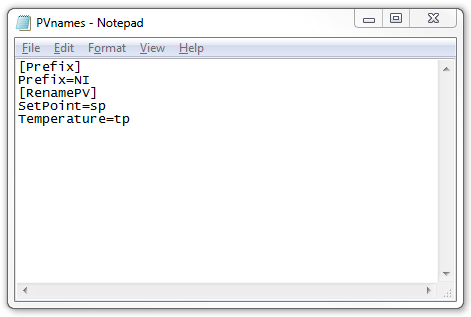 PVnames - Notepad
File Edit Format View Help
[Prefix]
Prefix=NI
[RenamePV]
SetPoint=sp
Temperature=tp